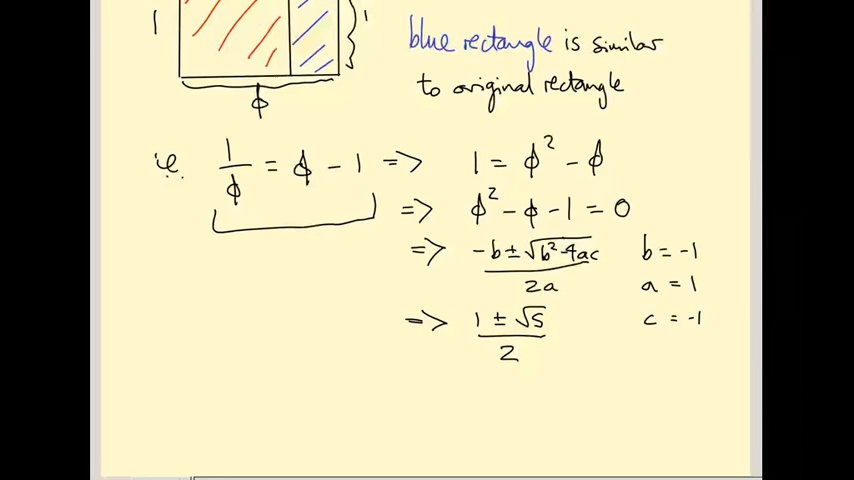 1 1
blue rectangle is similar
ϕ
to original rectangle
i.e. 1/ϕ = ϕ - 1 => 1 = ϕ² - ϕ
=> ϕ² - ϕ - 1 = 0
=> (-b ± √(b²-4ac))/2a b = -1
a = 1
=> (1 ± √5)/2 c = -1